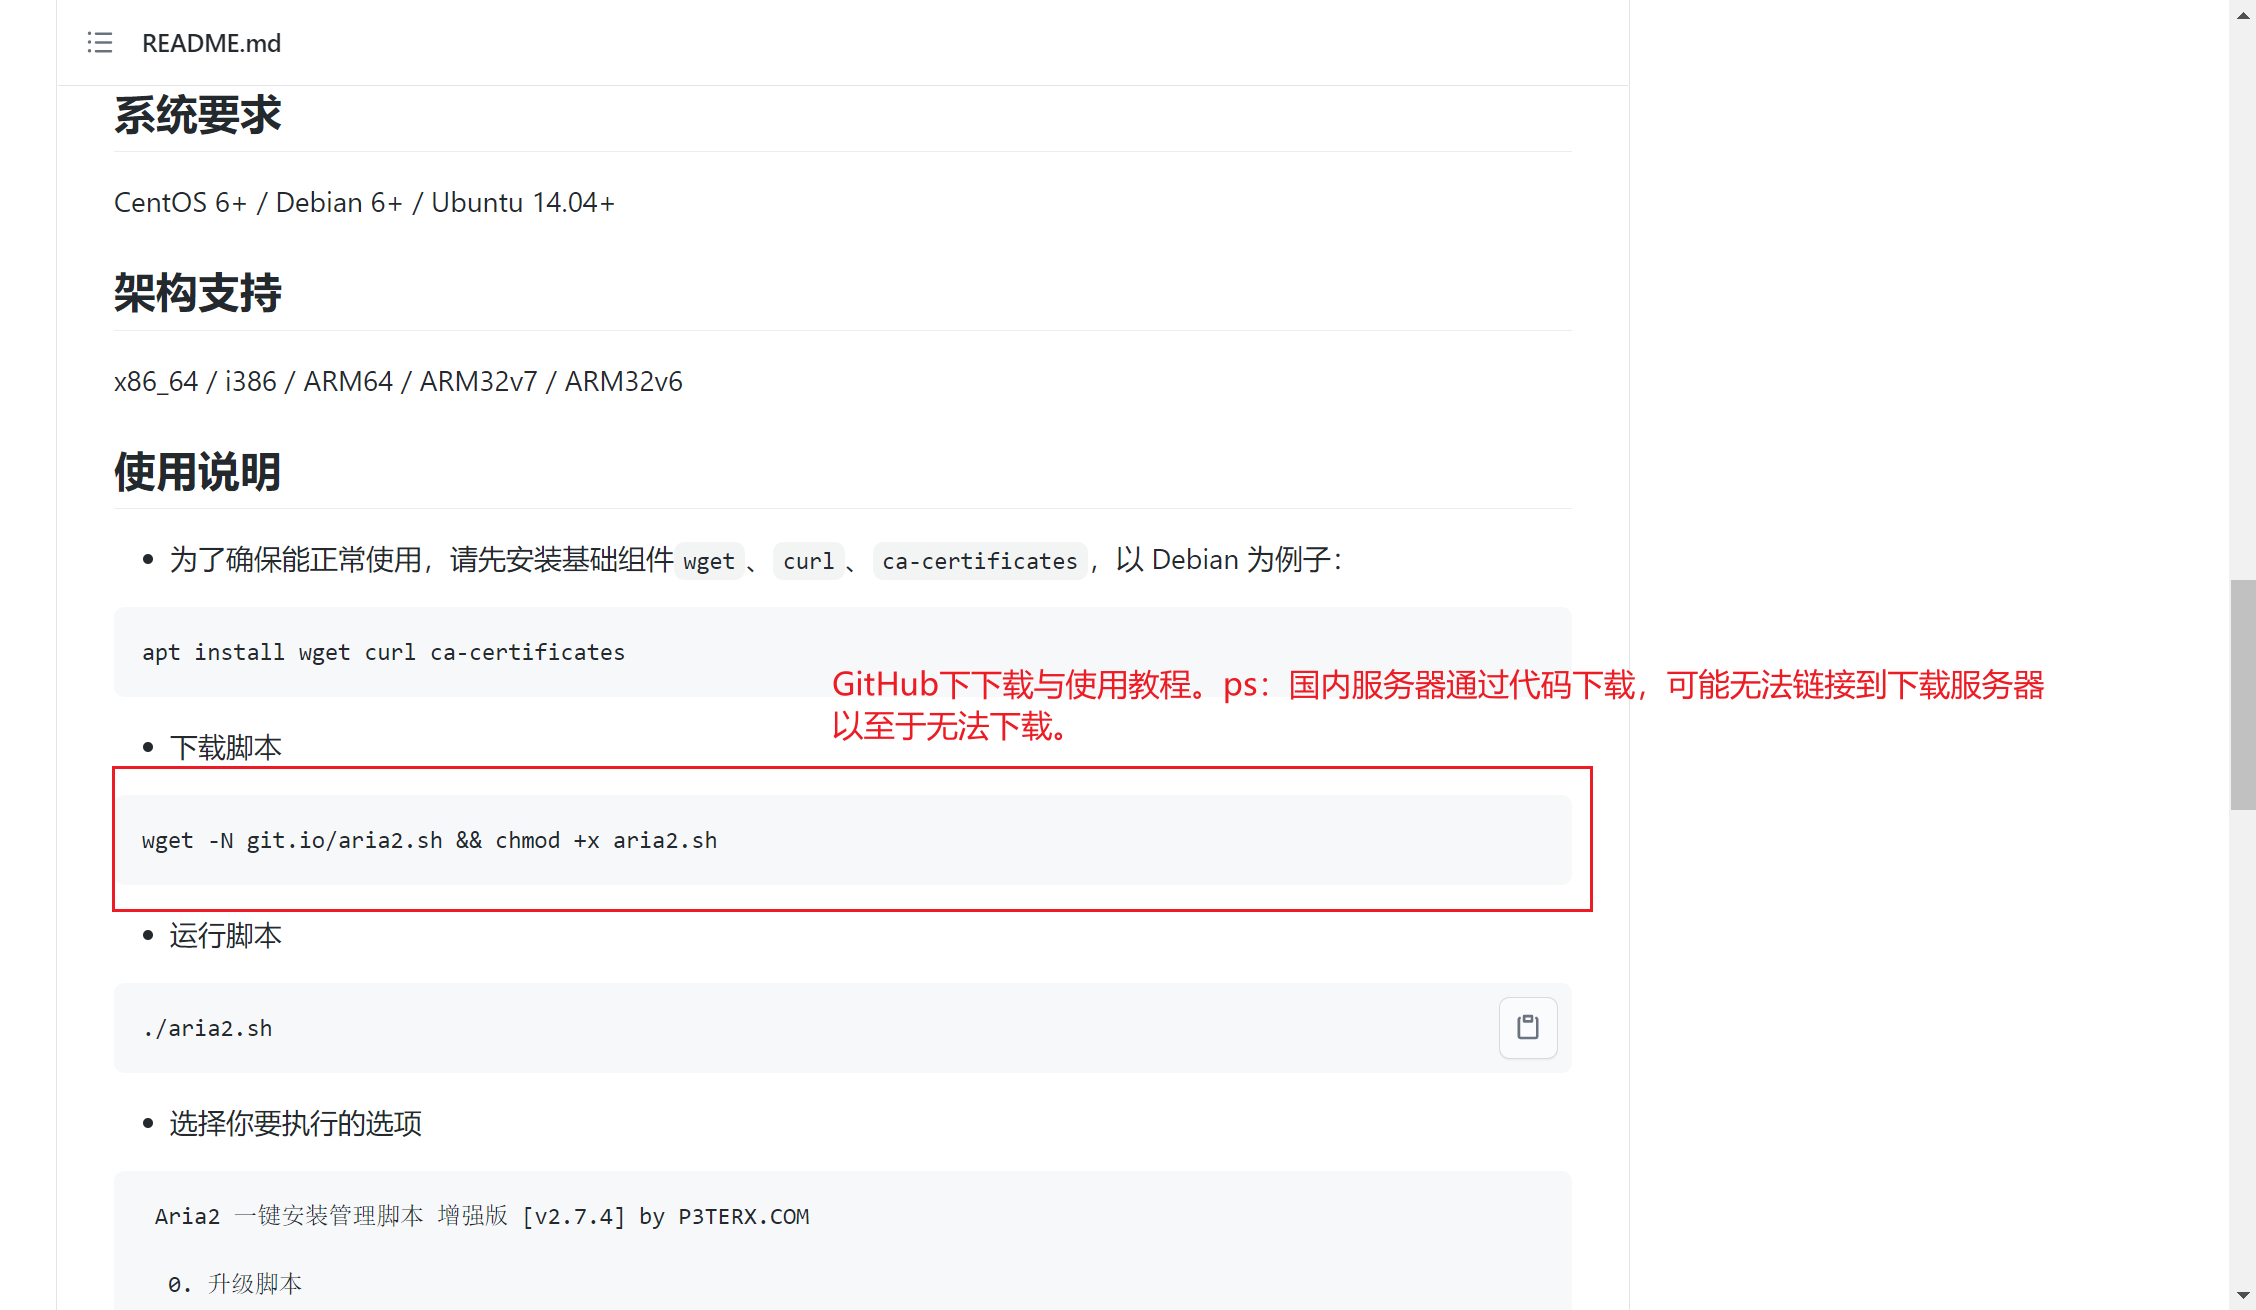 README.md
系统要求
CentOS 6+ / Debian 6+ / Ubuntu 14.04+
架构支持
x86_64 / i386 / ARM64 / ARM32v7 / ARM32v6
使用说明
为了确保能正常使用，请先安装基础组件 wget 、 curl 、 ca-certificates ，以 Debian 为例子：
apt install wget curl ca-certificates
GitHub下下载与使用教程。ps：国内服务器通过代码下载，可能无法链接到下载服务器
以至于无法下载。
下载脚本
wget -N git.io/aria2.sh && chmod +x aria2.sh
运行脚本
./aria2.sh
选择你要执行的选项
Aria2 一键安装管理脚本 增强版 [v2.7.4] by P3TERX.COM
0. 升级脚本